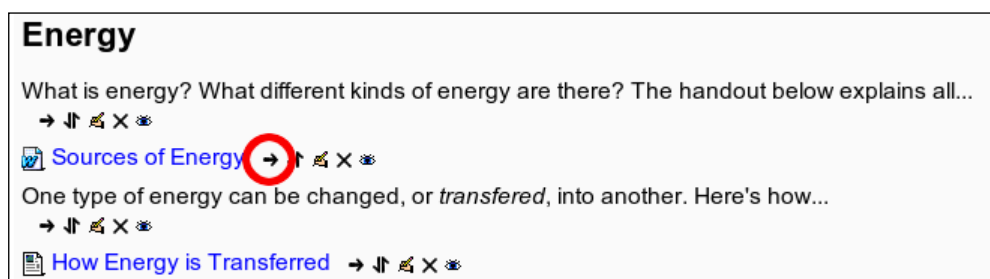 Energy
What is energy? What different kinds of energy are there? The handout below explains all...
Sources of Energy
One type of energy can be changed, or transfered, into another. Here's how...
How Energy is Transferred